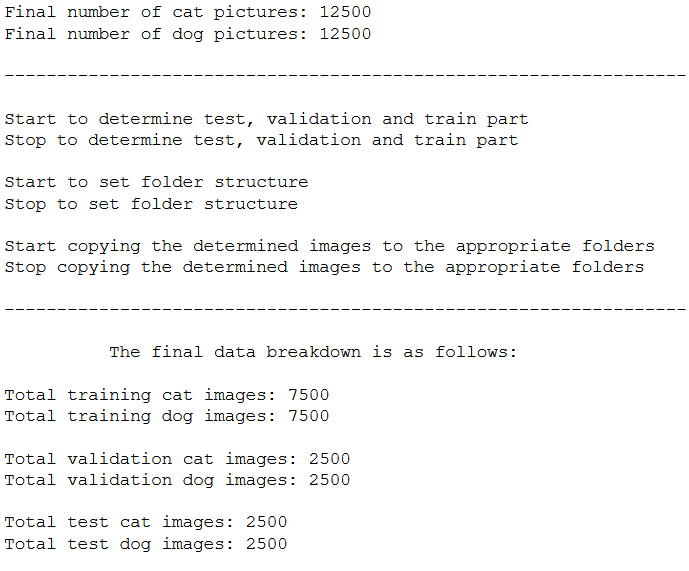 Final number of cat pictures: 12500
Final number of dog pictures: 12500
-----------------------------------------------------------------
Start to determine test, validation and train part
Stop to determine test, validation and train part
Start to set folder structure
Stop to set folder structure
Start copying the determined images to the appropriate folders
Stop copying the determined images to the appropriate folders
-----------------------------------------------------------------
The final data breakdown is as follows:
Total training cat images: 7500
Total training dog images: 7500
Total validation cat images: 2500
Total validation dog images: 2500
Total test cat images: 2500
Total test dog images: 2500